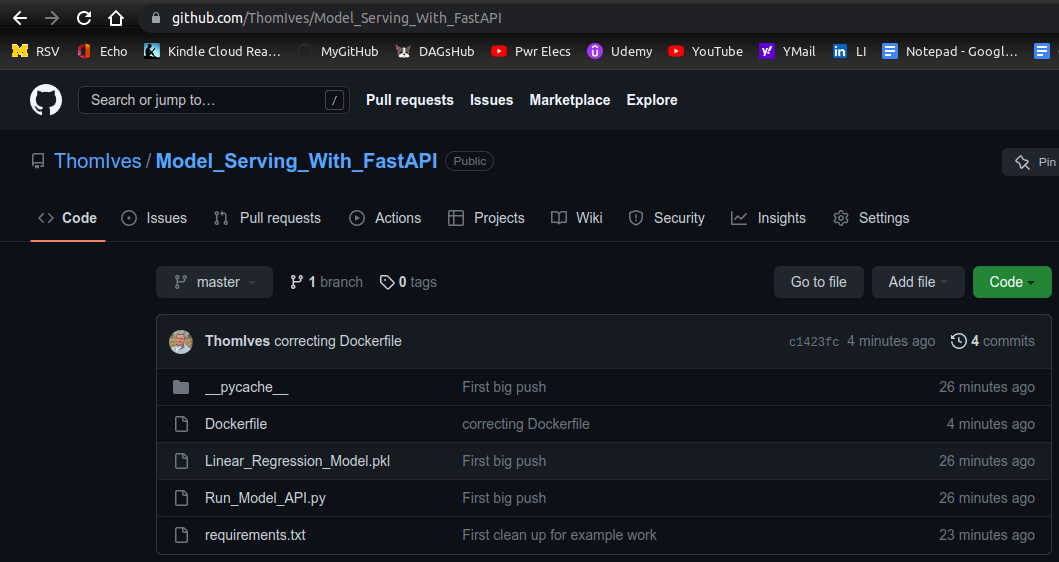 github.com/ThomIves/Model_Serving_With_FastAPI
RSV Echo Kindle Cloud Rea... MyGitHub DAGsHub Pwr Elecs Udemy YouTube YMail LI Notepad - Googl...
Search or jump to... / Pull requests Issues Marketplace Explore
ThomIves / Model_Serving_With_FastAPI Public Pin
Code Issues Pull requests Actions Projects Wiki Security Insights Settings
master 1 branch 0 tags Go to file Add file Code
ThomIves correcting Dockerfile c1423fc 4 minutes ago 4 commits
__pycache__ First big push 26 minutes ago
Dockerfile correcting Dockerfile 4 minutes ago
Linear_Regression_Model.pkl First big push 26 minutes ago
Run_Model_API.py First big push 26 minutes ago
requirements.txt First clean up for example work 23 minutes ago